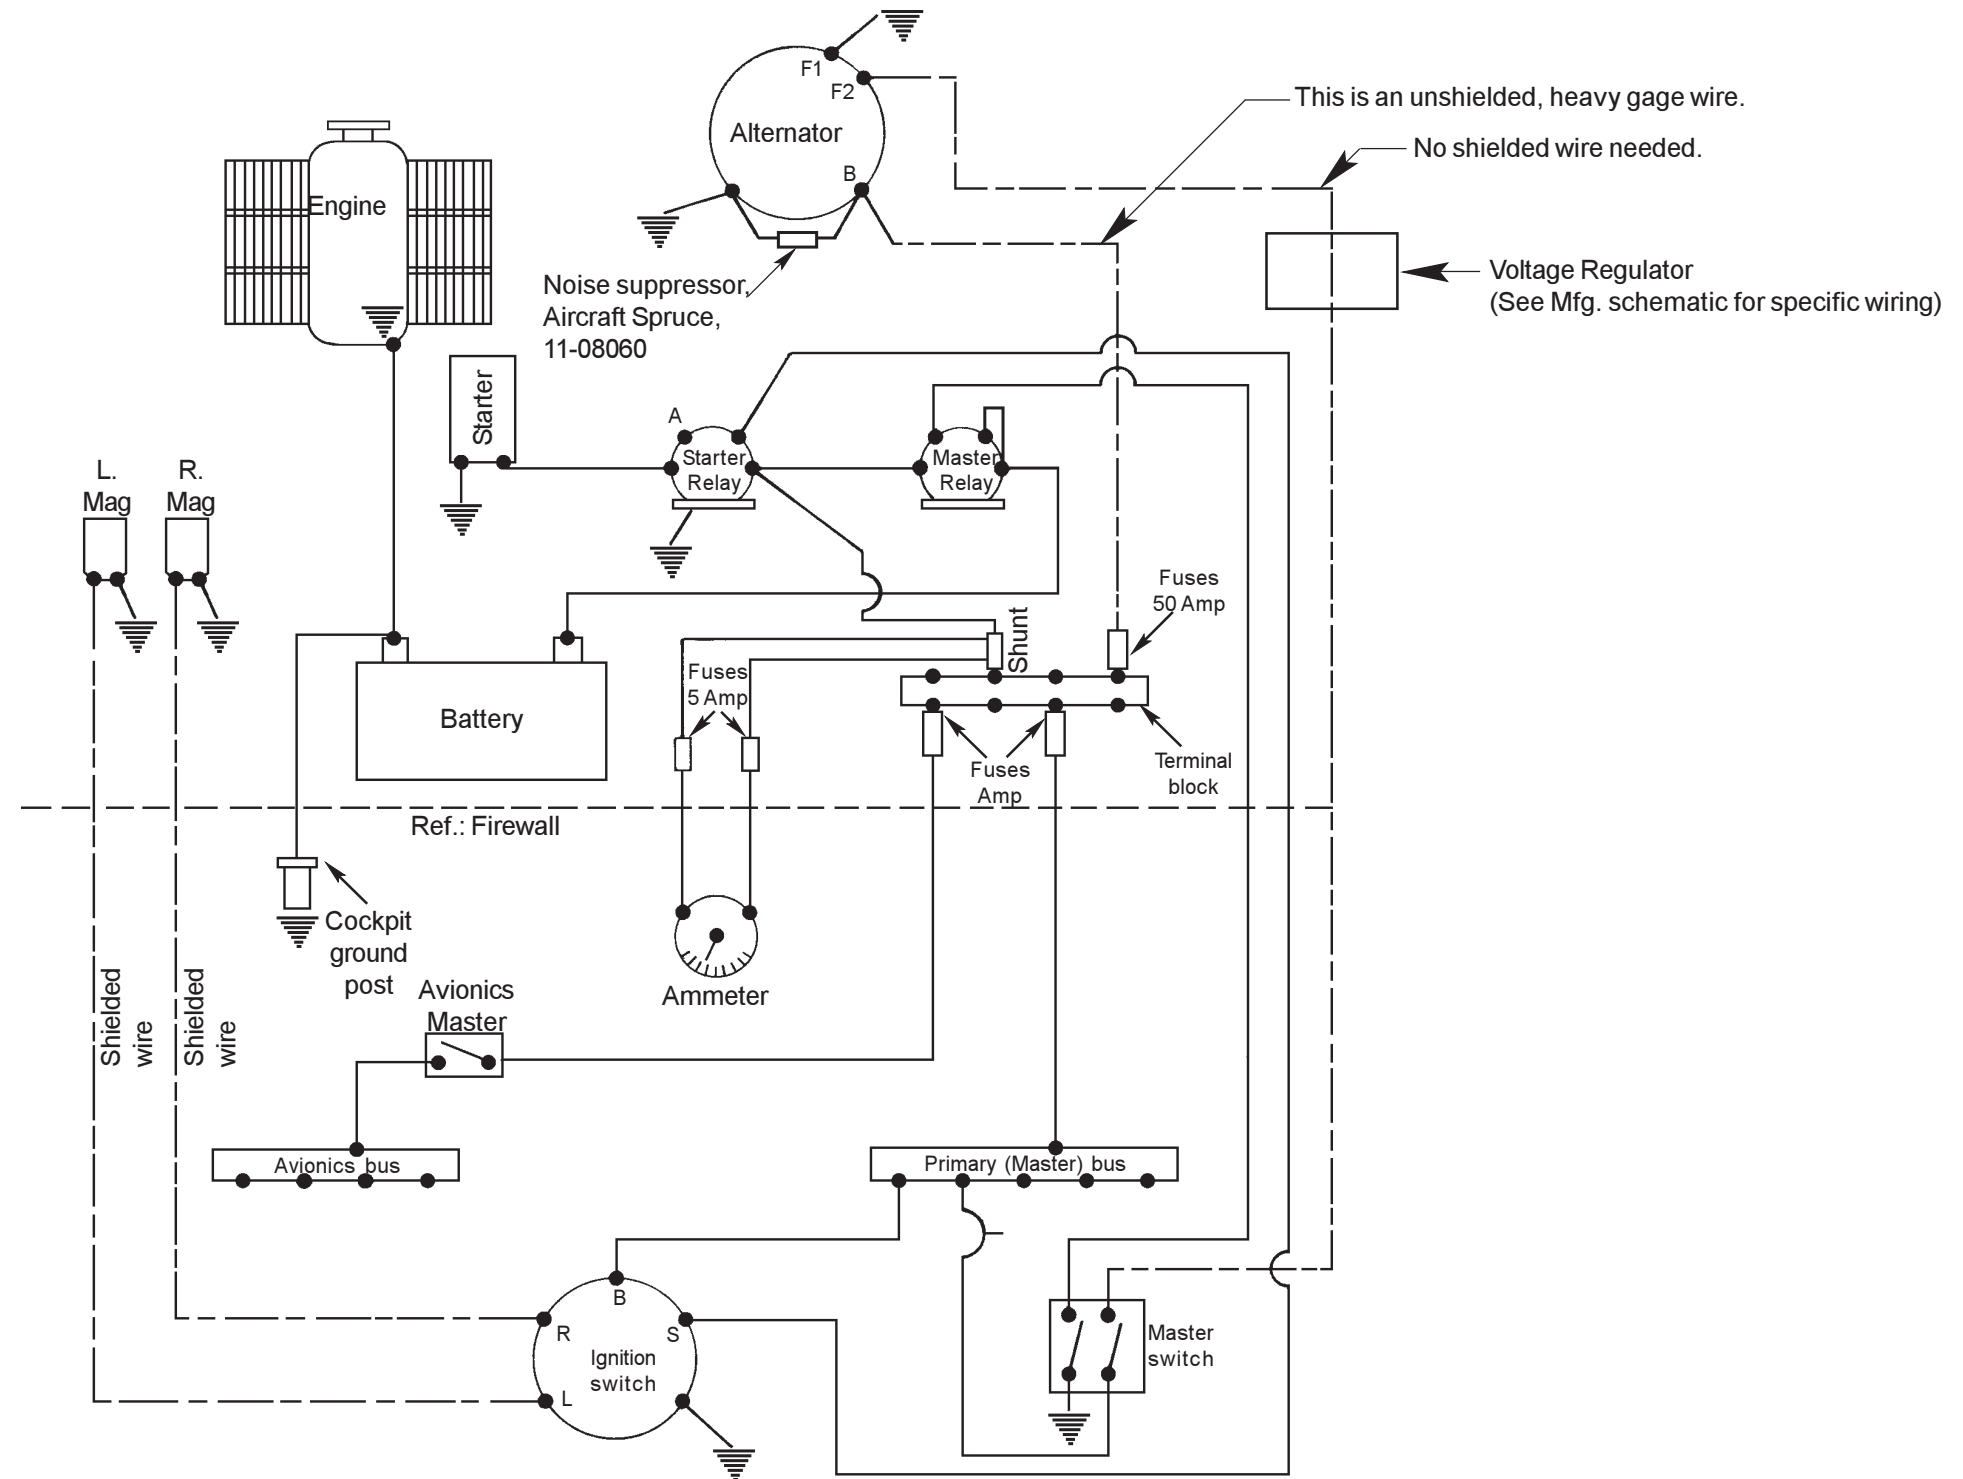 F1
F2
Alternator
B
This is an unshielded, heavy gage wire.
No shielded wire needed.
Engine
Voltage Regulator
(See Mfg. schematic for specific wiring)
Noise suppressor,
Aircraft Spruce,
11-08060
Starter
A
Starter
Relay
Master
Relay
L.
Mag
R.
Mag
Fuses
50 Amp
Shunt
Fuses
5 Amp
Battery
Fuses
Amp
Terminal
block
Ref.: Firewall
Cockpit
ground
post
Shielded
wire
Shielded
wire
Ammeter
Avionics
Master
Avionics bus
Primary (Master) bus
B
R
S
Ignition
switch
L
Master
switch